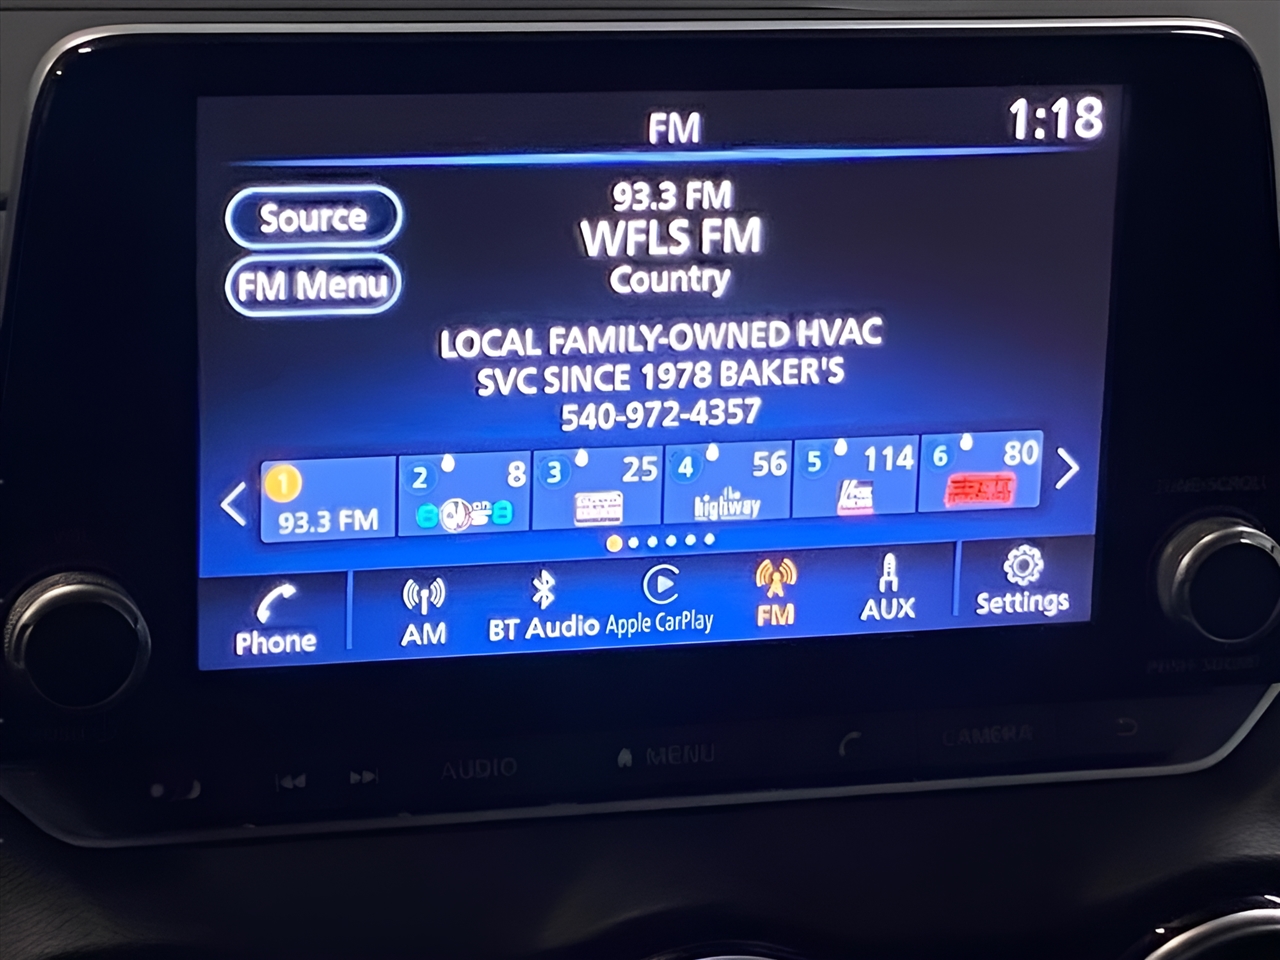 FM
1:18
Source
93.3 FM
WFLS FM
FM Menu
Country
LOCAL FAMILY-OWNED HVAC
SVC SINCE 1978 BAKER'S
540-972-4357
1
93.3 FM
2
8
on
3
25
4
56
the
highway
5
114
6
80
Phone
AM
BT Audio
Apple CarPlay
FM
AUX
Settings
AUDIO
MENU
CAMERA